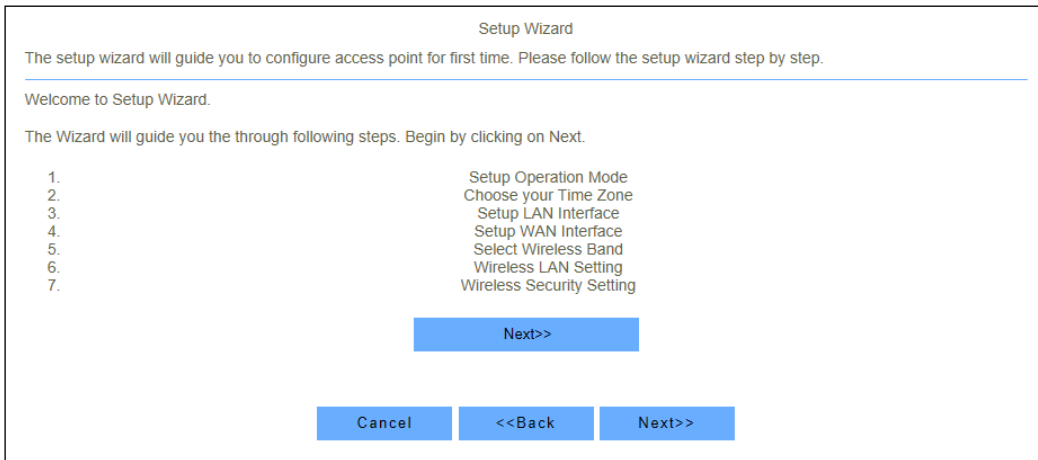 Setup Wizard
The setup wizard will guide you to configure access point for first time. Please follow the setup wizard step by step.
Welcome to Setup Wizard.
The Wizard will guide you the through following steps. Begin by clicking on Next.
1. Setup Operation Mode
2. Choose your Time Zone
3. Setup LAN Interface
4. Setup WAN Interface
5. Select Wireless Band
6. Wireless LAN Setting
7. Wireless Security Setting
Next>>
Cancel <<Back Next>>